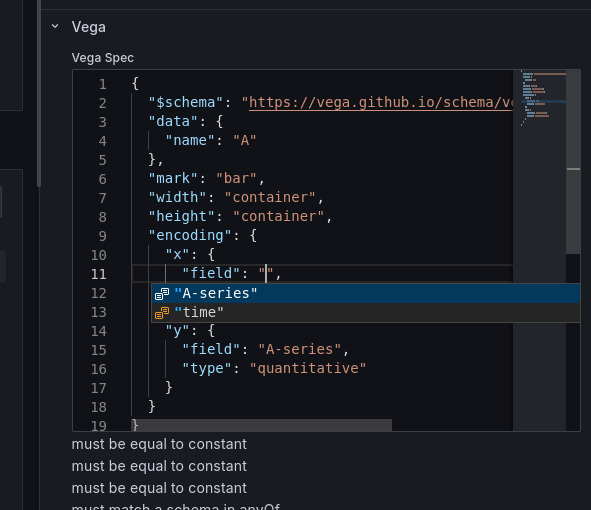 Vega
Vega Spec
1 {
2 "$schema": "https://vega.github.io/schema/v
3 "data": {
4 "name": "A"
5 },
6 "mark": "bar",
7 "width": "container",
8 "height": "container",
9 "encoding": {
10 "x": {
11 "field": "",
12 "A-series"
13 "time"
14 "y": {
15 "field": "A-series",
16 "type": "quantitative"
17 }
18 }
19 }
must be equal to constant
must be equal to constant
must be equal to constant
must match a schema in anyOf